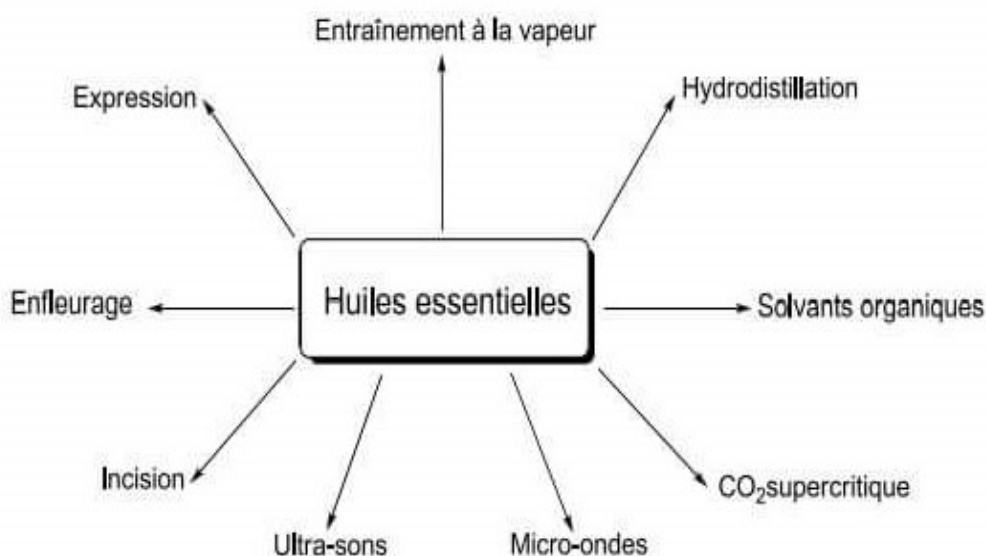 Entraînement à la vapeur
Expression
Hydrodistillation
Enfleurage
Huiles essentielles
Solvants organiques
Incision
CO₂supercritique
Ultra-sons
Micro-ondes